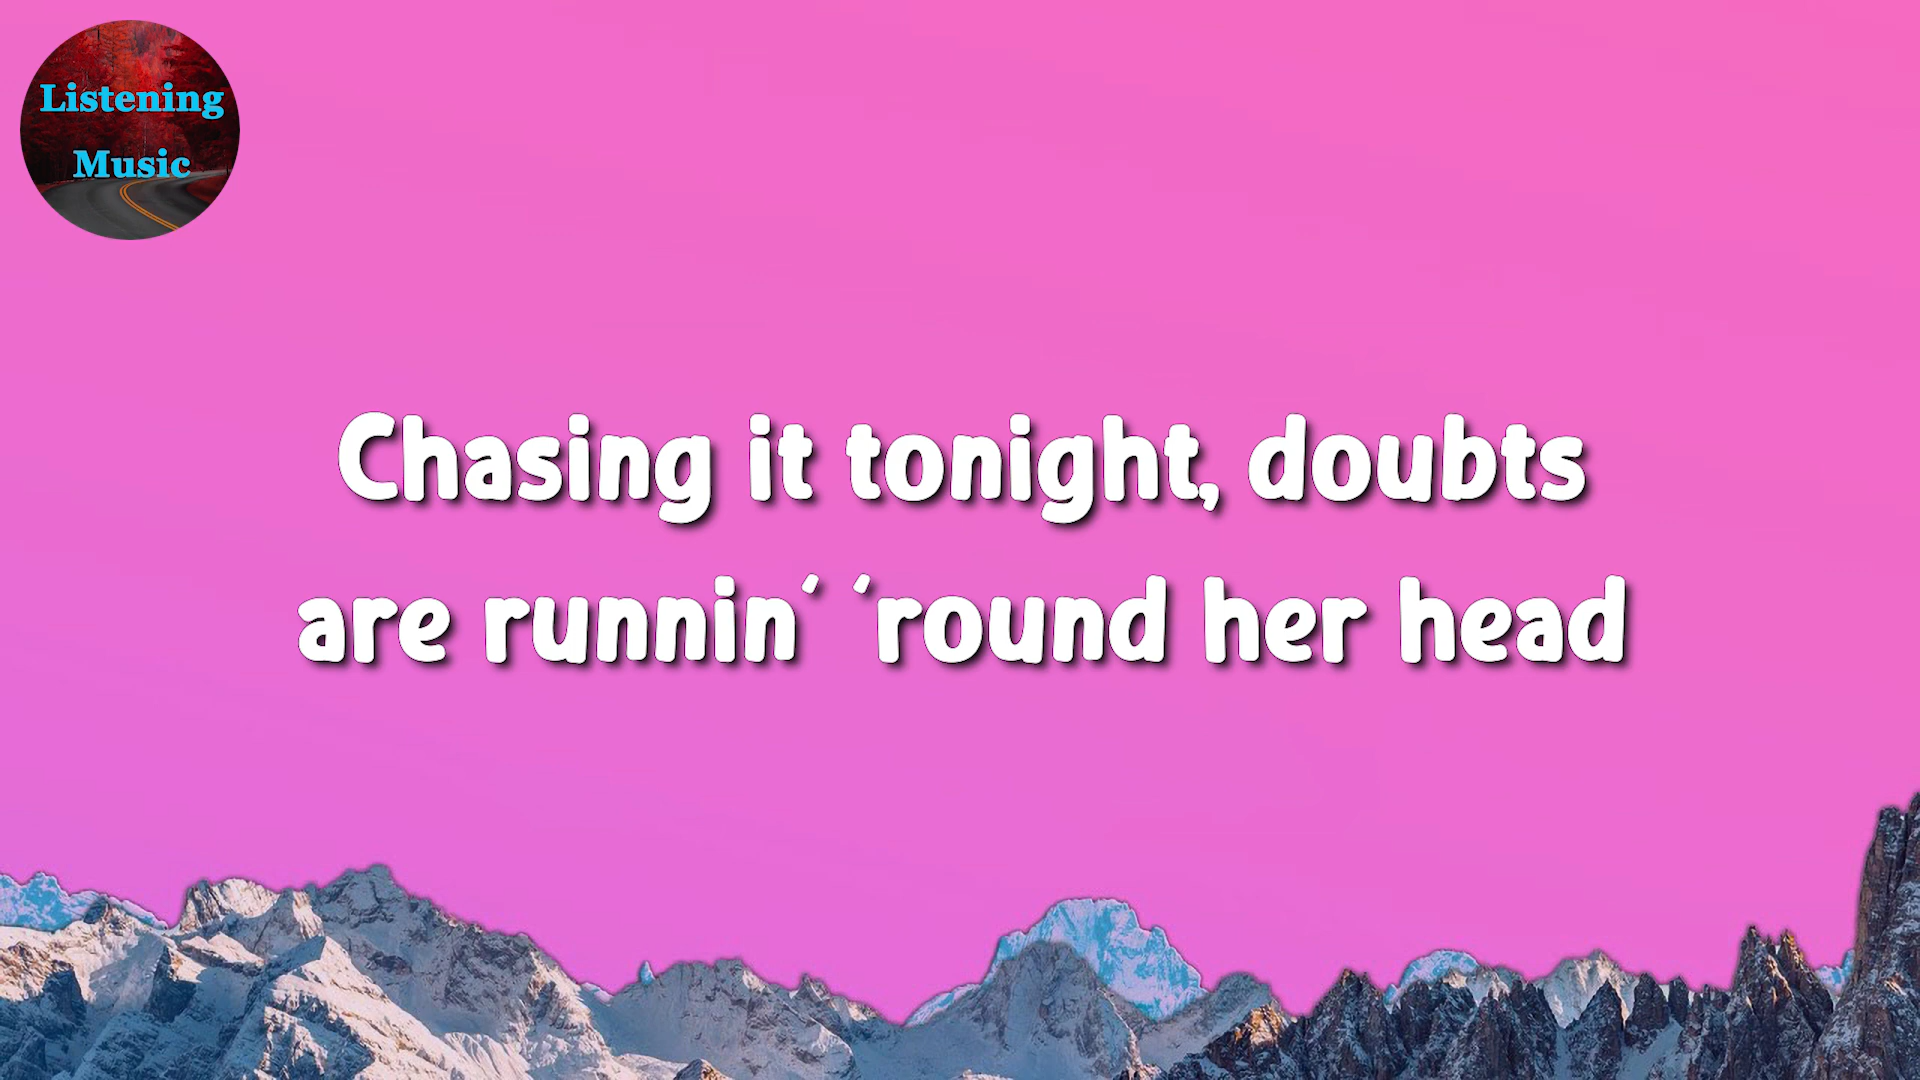 Listening
Music
Chasing it tonight, doubts
are runnin' 'round her head